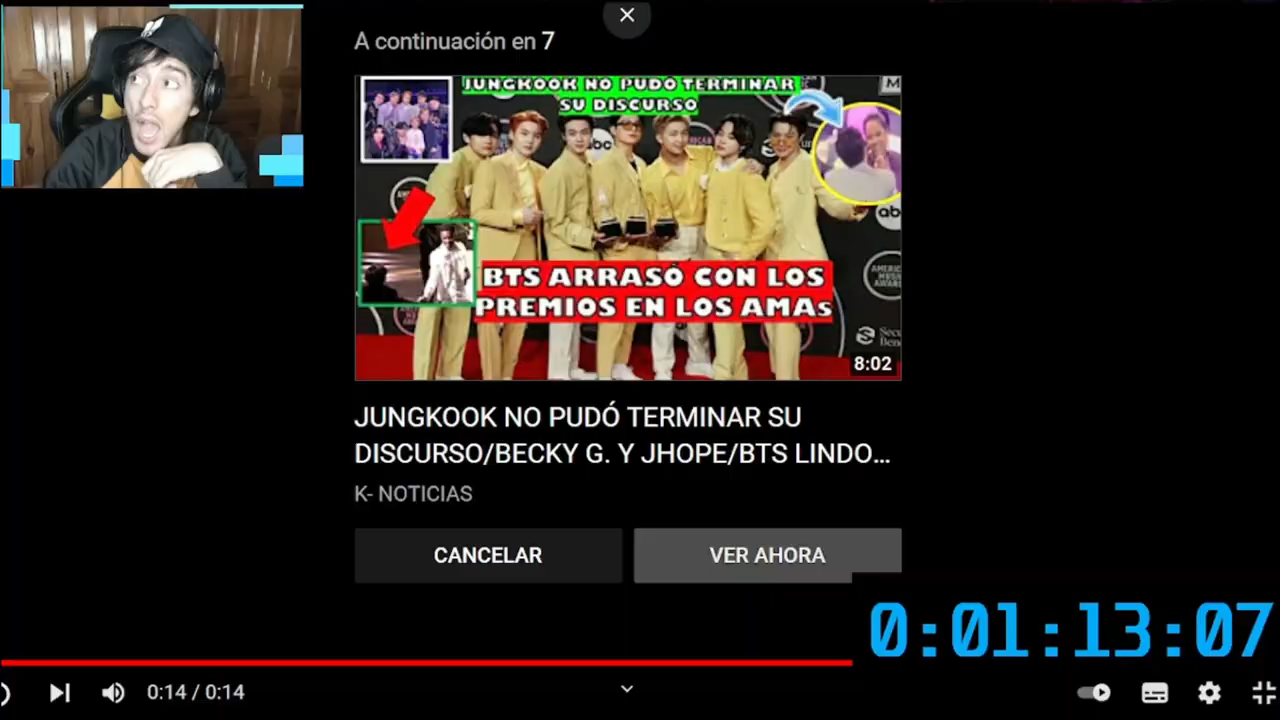 A continuación en 7
JUNGKOOK NO PUDO TERMINAR
SU DISCURSO
abc
abc
BTS ARRASÓ CON LOS
PREMIOS EN LOS AMAs
8:02
JUNGKOOK NO PUDÓ TERMINAR SU
DISCURSO/BECKY G. Y JHOPE/BTS LINDO...
K- NOTICIAS
CANCELAR
VER AHORA
0:01:13:07
0:14 / 0:14